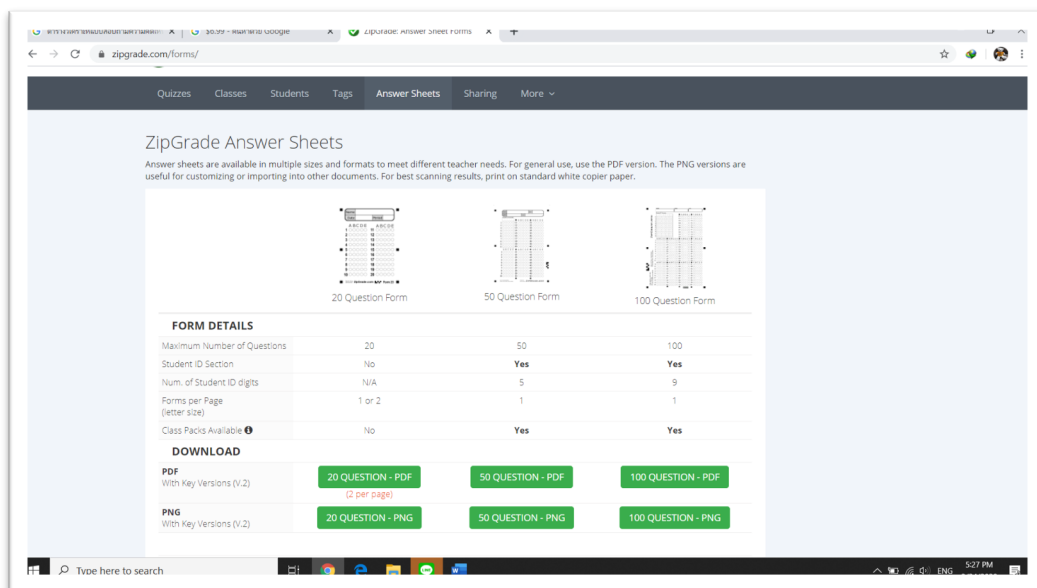 $6.99 - ค้นหาด้วย Google
ZipGrade: Answer Sheet Forms
zipgrade.com/forms/
Quizzes Classes Students Tags Answer Sheets Sharing More
ZipGrade Answer Sheets
Answer sheets are available in multiple sizes and formats to meet different teacher needs. For general use, use the PDF version. The PNG versions are
useful for customizing or importing into other documents. For best scanning results, print on standard white copier paper.
20 Question Form 50 Question Form 100 Question Form
FORM DETAILS
Maximum Number of Questions 20 50 100
Student ID Section No Yes Yes
Num. of Student ID digits N/A 5 9
Forms per Page 1 or 2 1 1
(letter size)
Class Packs Available No Yes Yes
DOWNLOAD
PDF
With Key Versions (V.2) 20 QUESTION - PDF 50 QUESTION - PDF 100 QUESTION - PDF
(2 per page)
PNG
With Key Versions (V.2) 20 QUESTION - PNG 50 QUESTION - PNG 100 QUESTION - PNG
Type here to search
ENG 5:27 PM